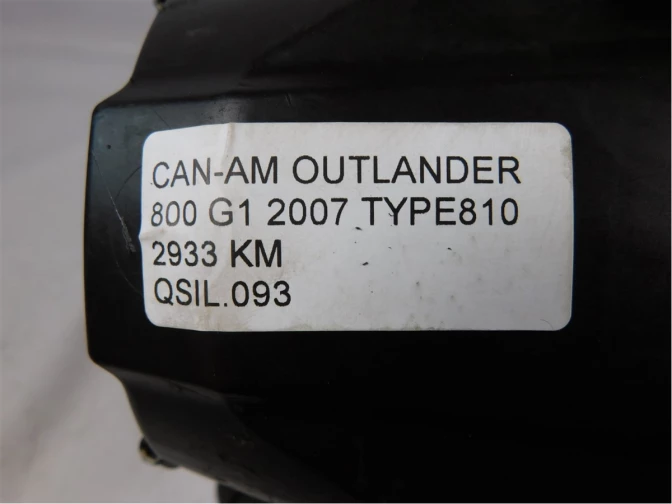 CAN-AM OUTLANDER
800 G1 2007 TYPE810
2933 KM
QSIL.093